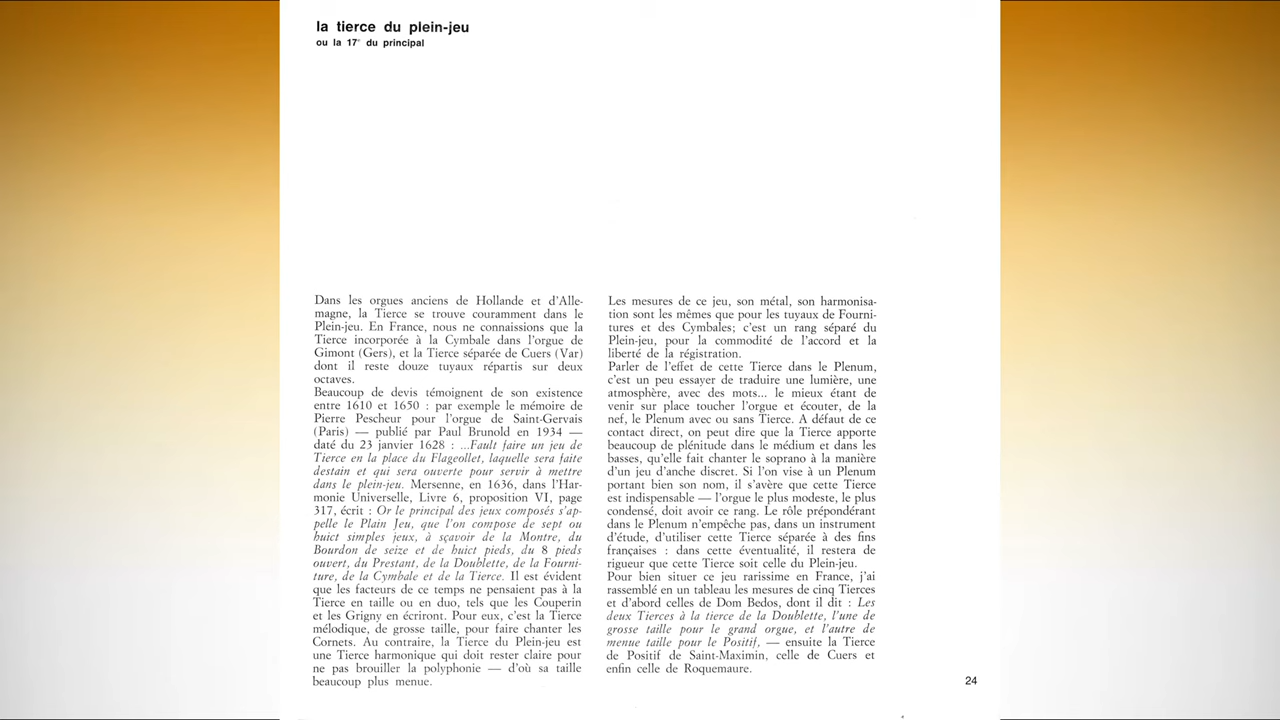 la tierce du plein-jeu
ou la 17e du principal
Dans les orgues anciens de Hollande et d'Alle-
magne, la Tierce se trouve couramment dans le
Plein-jeu. En France, nous ne connaissions que la
Tierce incorporée à la Cymbale dans l'orgue de
Gimont (Gers), et la Tierce séparée de Cuers (Var)
dont il reste douze tuyaux répartis sur deux
octaves.
Beaucoup de devis témoignent de son existence
entre 1610 et 1650 : par exemple le mémoire de
Pierre Pescheur pour l'orgue de Saint-Gervais
(Paris) — publié par Paul Brunold en 1934 —
daté du 23 janvier 1628 : ...Fault faire un jeu de
Tierce en la place du Flageollet, laquelle sera faite
destain et qui sera ouverte pour servir à mettre
dans le plein-jeu. Mersenne, en 1636, dans l'Har-
monie Universelle, Livre 6, proposition VI, page
317, écrit : Or le principal des jeux composés s'ap-
pelle le Plain Jeu, que l'on compose de sept ou
huict simples jeux, à sçavoir de la Montre, du
Bourdon de seize et de huict pieds, du 8 pieds
ouvert, du Prestant, de la Doublette, de la Fourni-
ture, de la Cymbale et de la Tierce. Il est évident
que les facteurs de ce temps ne pensaient pas à la
Tierce en taille ou en duo, tels que les Couperin
et les Grigny en écriront. Pour eux, c'est la Tierce
mélodique, de grosse taille, pour faire chanter les
Cornets. Au contraire, la Tierce du Plein-jeu est
une Tierce harmonique qui doit rester claire pour
ne pas brouiller la polyphonie — d'où sa taille
beaucoup plus menue.
Les mesures de ce jeu, son métal, son harmonisa-
tion sont les mêmes que pour les tuyaux de Fourni-
tures et des Cymbales; c'est un rang séparé du
Plein-jeu, pour la commodité de l'accord et la
liberté de la régistration.
Parler de l'effet de cette Tierce dans le Plenum,
c'est un peu essayer de traduire une lumière, une
atmosphère, avec des mots... le mieux étant de
venir sur place toucher l'orgue et écouter, de la
nef, le Plenum avec ou sans Tierce. A défaut de ce
contact direct, on peut dire que la Tierce apporte
beaucoup de plénitude dans le médium et dans les
basses, qu'elle fait chanter le soprano à la manière
d'un jeu d'anche discret. Si l'on vise à un Plenum
portant bien son nom, il s'avère que cette Tierce
est indispensable — l'orgue le plus modeste, le plus
condensé, doit avoir ce rang. Le rôle prépondérant
dans le Plenum n'empêche pas, dans un instrument
d'étude, d'utiliser cette Tierce séparée à des fins
françaises : dans cette éventualité, il restera de
rigueur que cette Tierce soit celle du Plein-jeu.
Pour bien situer ce jeu rarissime en France, j'ai
rassemblé en un tableau les mesures de cinq Tierces
et d'abord celles de Dom Bedos, dont il dit : Les
deux Tierces à la tierce de la Doublette, l'une de
grosse taille pour le grand orgue, et l'autre de
menue taille pour le Positif, — ensuite la Tierce
de Positif de Saint-Maximin, celle de Cuers et
enfin celle de Roquemaure.
24